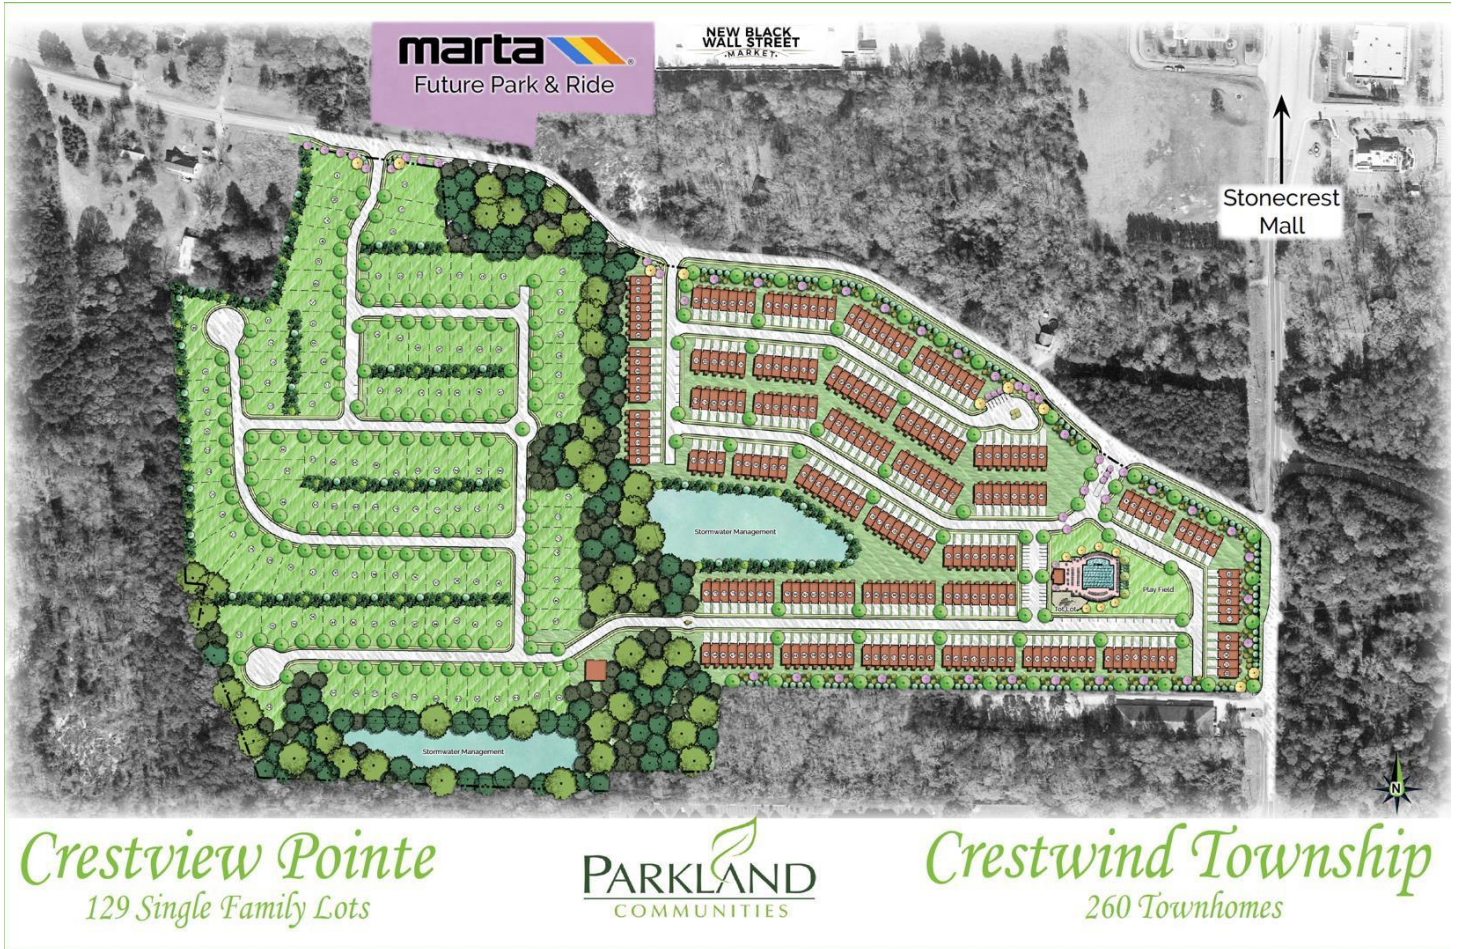 marta
Future Park & Ride
NEW BLACK
WALL STREET
.MARKET.
Stonecrest
Mall
Stormwater Management
Play Field
Tot Lot
Stormwater Management
N
Crestview Pointe
129 Single Family Lots
PARKLAND
COMMUNITIES
Crestwind Township
260 Townhomes